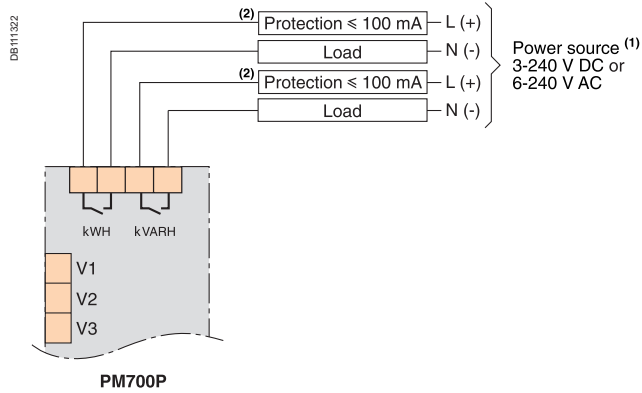 DB111322
(2) Protection ≤ 100 mA L (+)
Load N (-)
(2) Protection ≤ 100 mA L (+)
Load N (-)
Power source (1)
3-240 V DC or
6-240 V AC
kWH kVARH
V1
V2
V3
PM700P